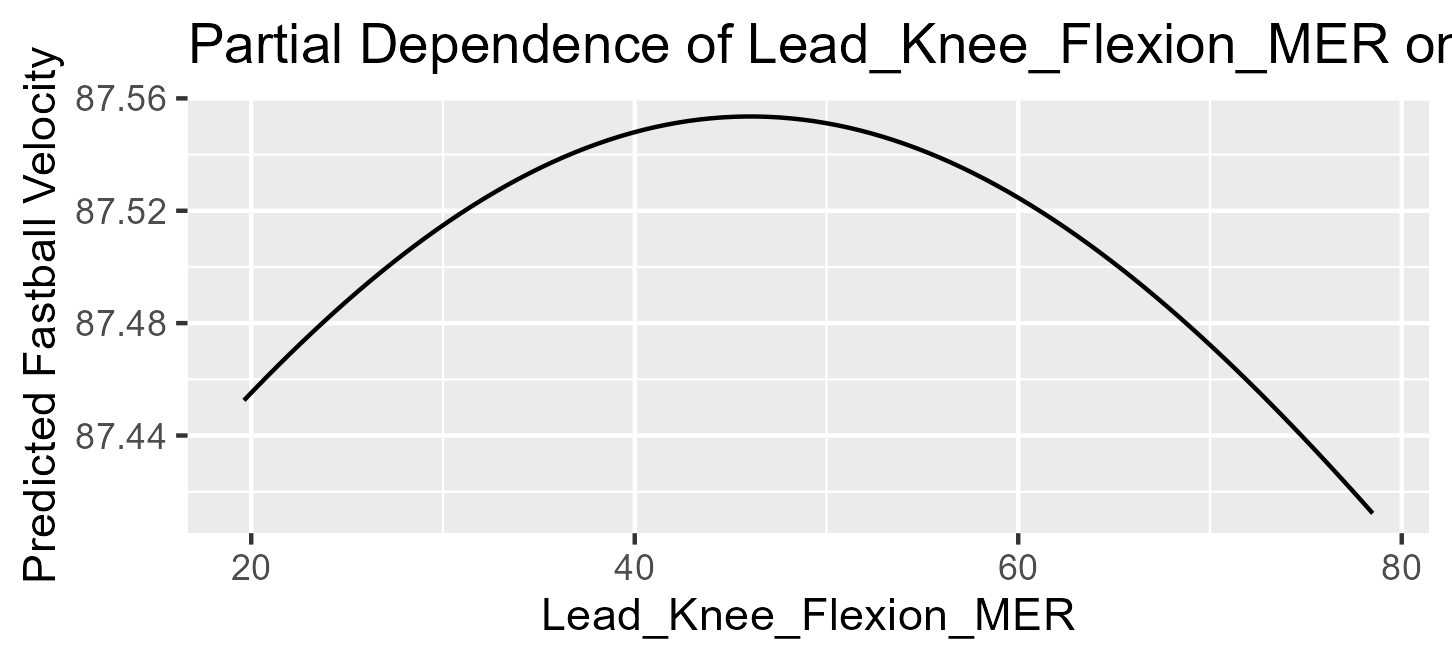 Partial Dependence of Lead_Knee_Flexion_MER or
Predicted Fastball Velocity
87.56
87.52
87.48
87.44
20 40 60 80
Lead_Knee_Flexion_MER